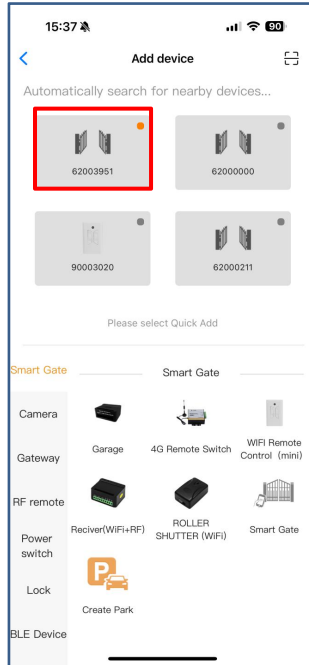 15:37
90
Add device
Automatically search for nearby devices...
62003951
62000000
90003020
62000211
Please select Quick Add
Smart Gate
Smart Gate
Camera
Gateway
RF remote
Power
switch
Lock
BLE Device
Garage
4G Remote Switch
WIFI Remote
Control (mini)
Reciver(WiFi+RF)
ROLLER
SHUTTER (WiFi)
Smart Gate
P
Create Park